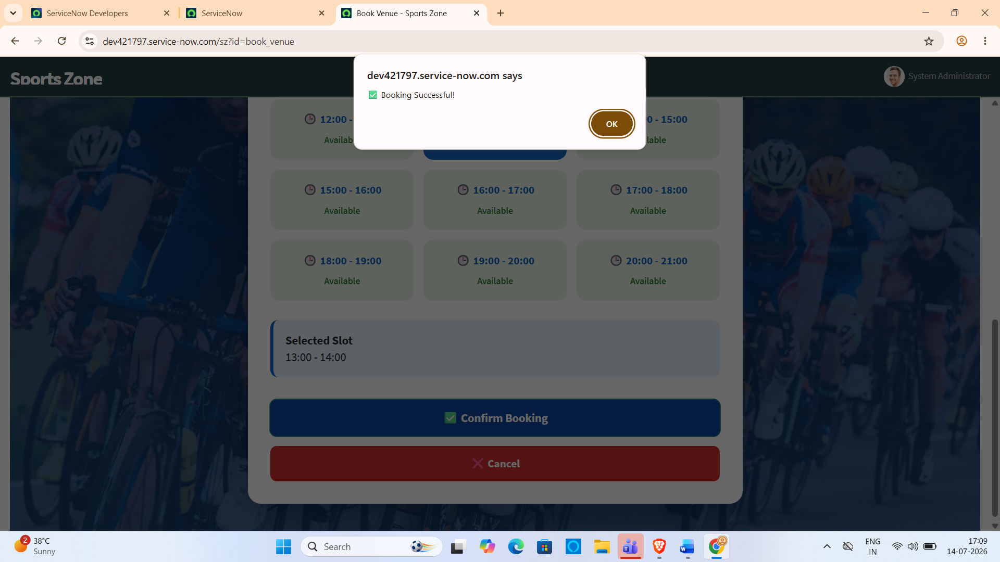 ServiceNow Developers
ServiceNow
Book Venue - Sports Zone
dev421797.service-now.com/sz?id=book_venue
Sports Zone
System Administrator
dev421797.service-now.com says
✅ Booking Successful!
OK
12:00 -
0 - 15:00
Availab
lable
15:00 - 16:00
Available
16:00 - 17:00
Available
17:00 - 18:00
Available
18:00 - 19:00
Available
19:00 - 20:00
Available
20:00 - 21:00
Available
Selected Slot
13:00 - 14:00
✅ Confirm Booking
❌ Cancel
2
38°C
Sunny
Search
ENG
IN
17:09
14-07-2026